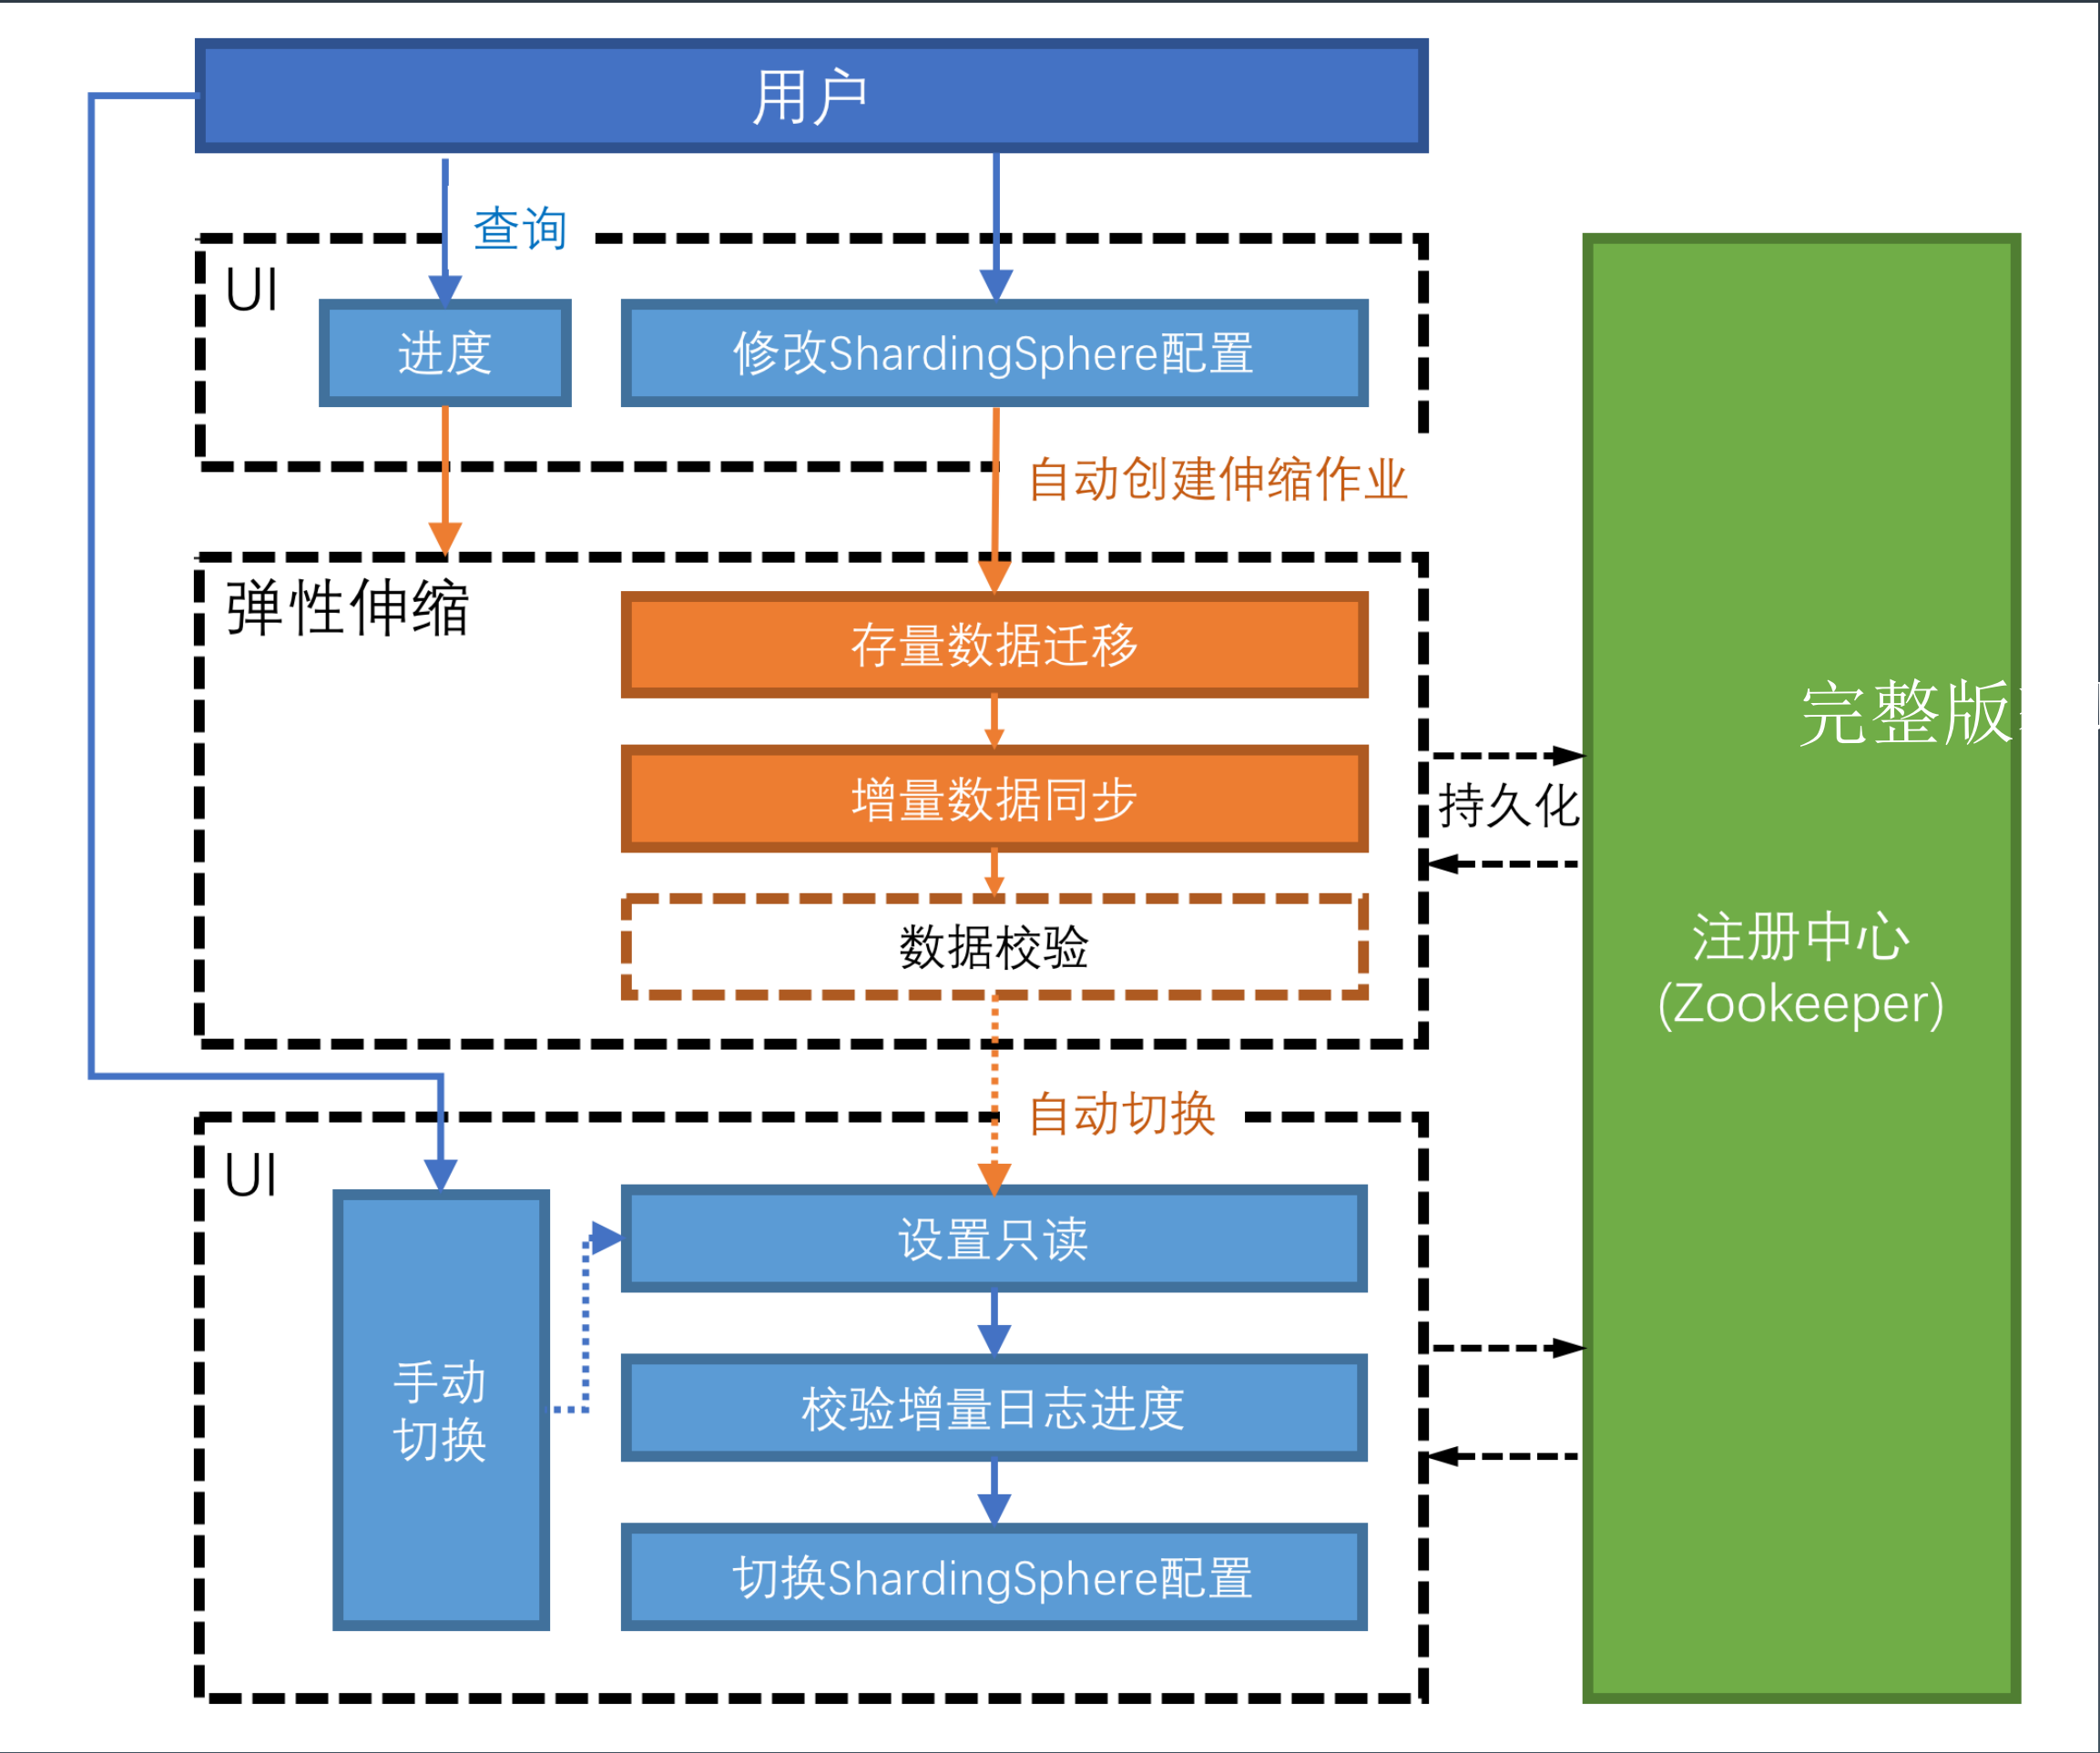 用户
查询
UI
进度
修改ShardingSphere配置
自动创建伸缩作业
弹性伸缩
存量数据迁移
增量数据同步
数据校验
持久化
完整版
注册中心
(Zookeeper)
自动切换
UI
手动
切换
设置只读
校验增量日志进度
切换ShardingSphere配置